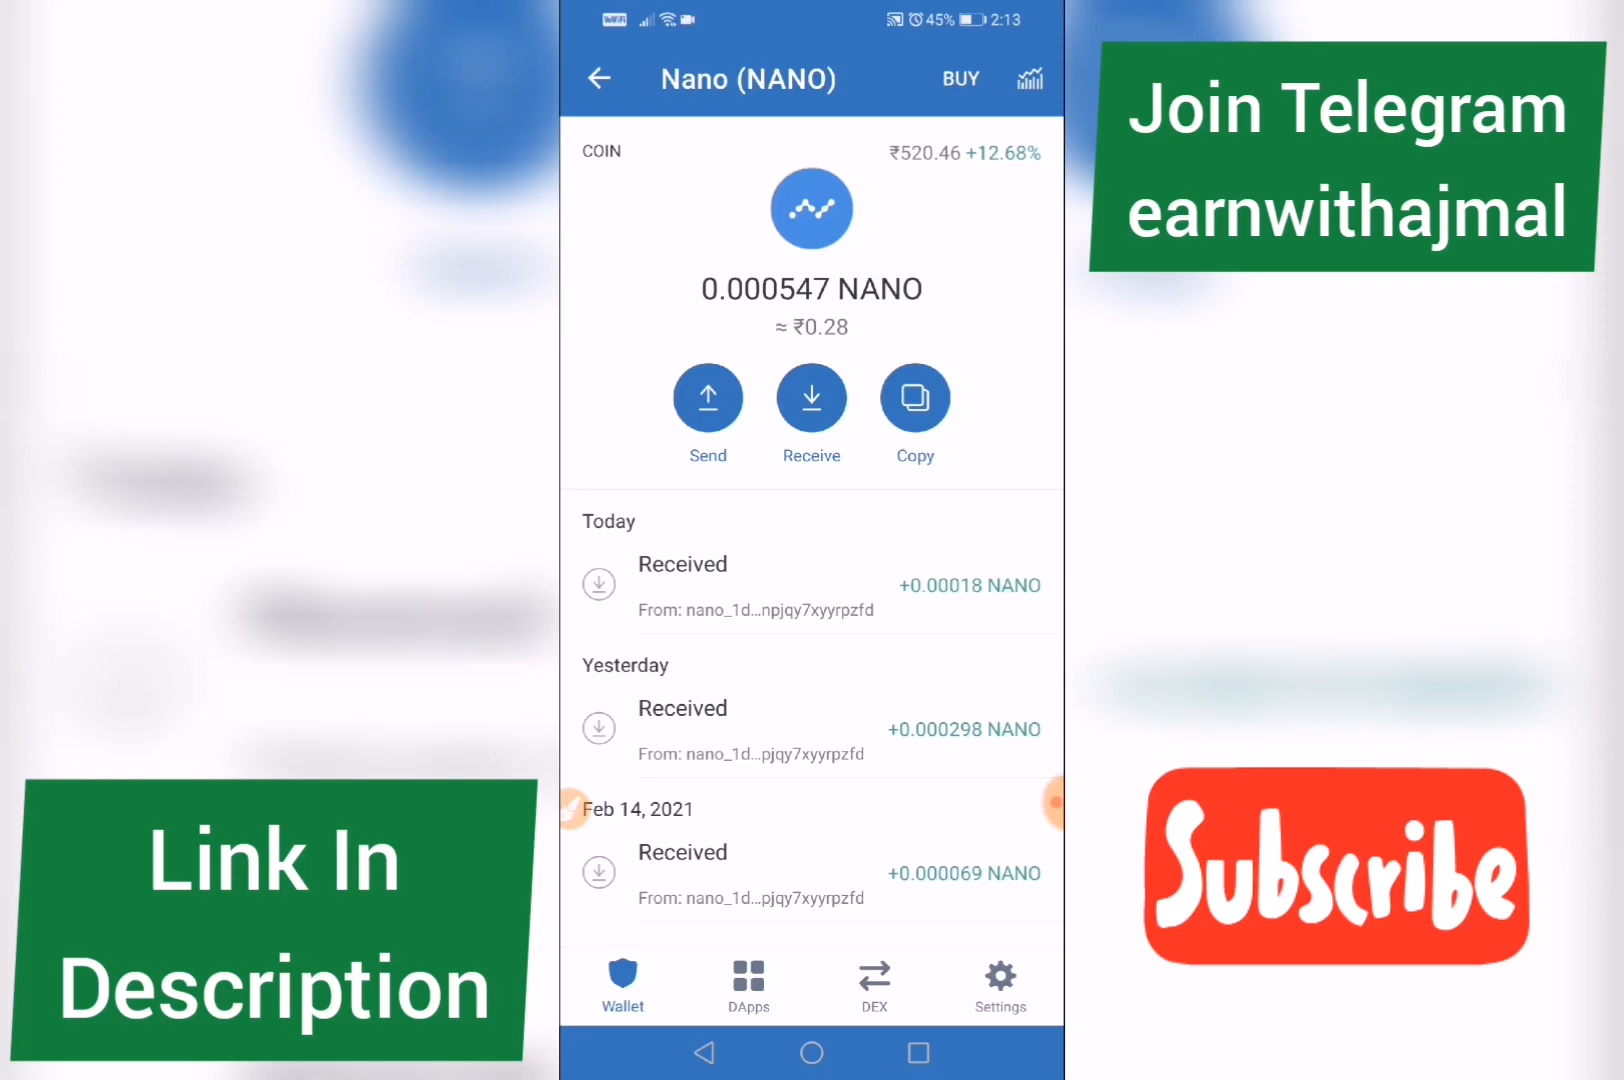 VoWiFi
45%
2:13
Nano (NANO)
BUY
COIN
₹520.46 +12.68%
0.000547 NANO
≈ ₹0.28
Send
Receive
Copy
Today
Received
+0.00018 NANO
From: nano_1d...npjqy7xyyrpzfd
Yesterday
Received
+0.000298 NANO
From: nano_1d...pjqy7xyyrpzfd
Feb 14, 2021
Received
+0.000069 NANO
From: nano_1d...pjqy7xyyrpzfd
Wallet
DApps
DEX
Settings
Join Telegram
earnwithajmal
Link In
Description
Subscribe